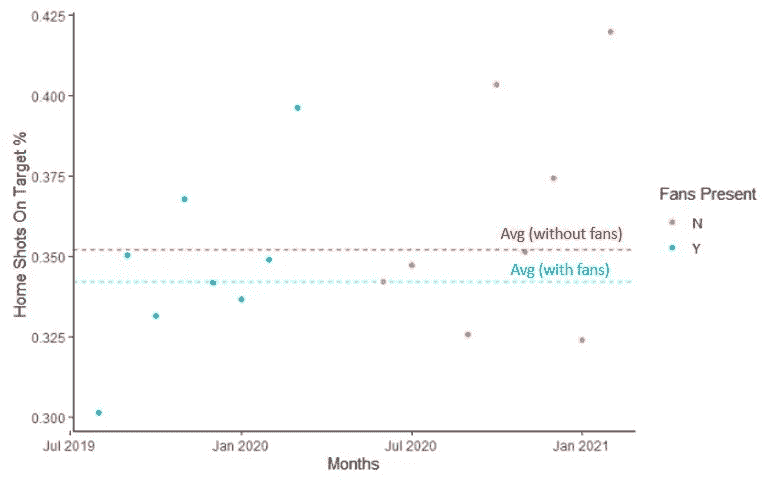 0.425
0.400
0.375
0.350
0.325
0.300
Home Shots On Target %
Avg (without fans)
Avg (with fans)
Jul 2019
Jan 2020
Jul 2020
Jan 2021
Months
Fans Present
N
Y